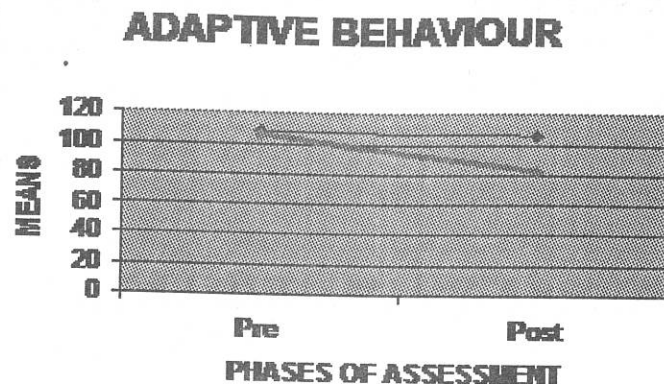 ADAPTIVE BEHAVIOUR
120
100
80
60
40
20
0
MEANS
Pre
Post
PHASES OF ASSESSMENT